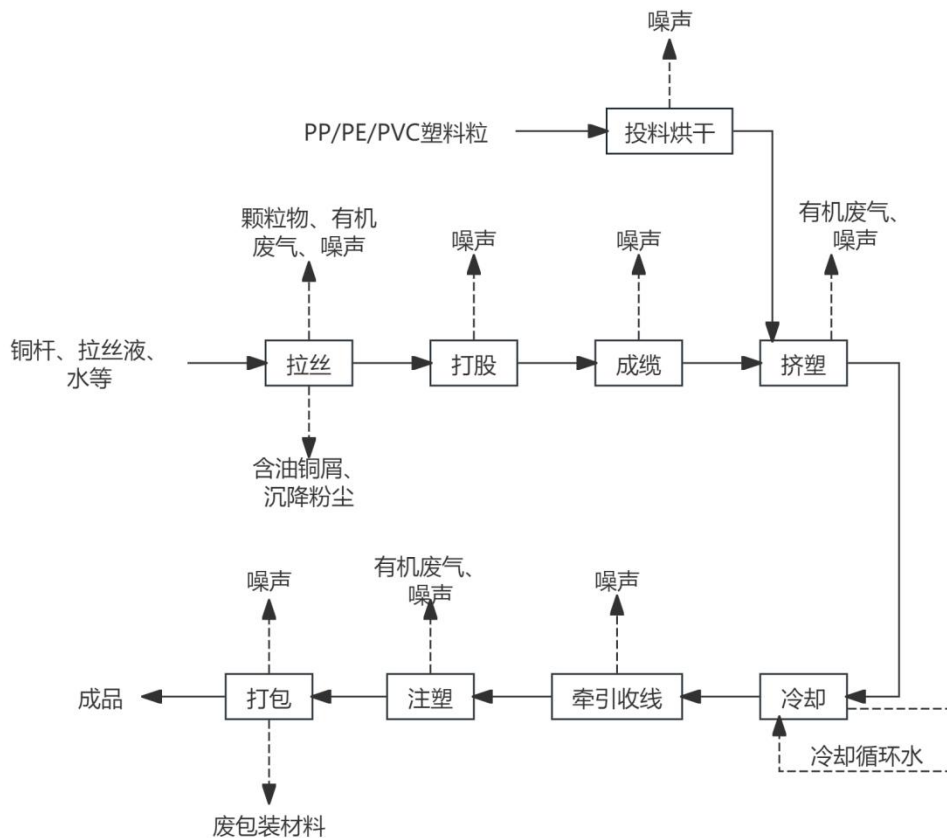 噪声
PP/PE/PVC塑料粒
投料烘干
颗粒物、有机
废气、噪声
噪声
噪声
有机废气、
噪声
铜杆、拉丝液、
水等
拉丝
打股
成缆
挤塑
含油铜屑、
沉降粉尘
噪声
有机废气、
噪声
噪声
成品
打包
注塑
牵引收线
冷却
冷却循环水
废包装材料